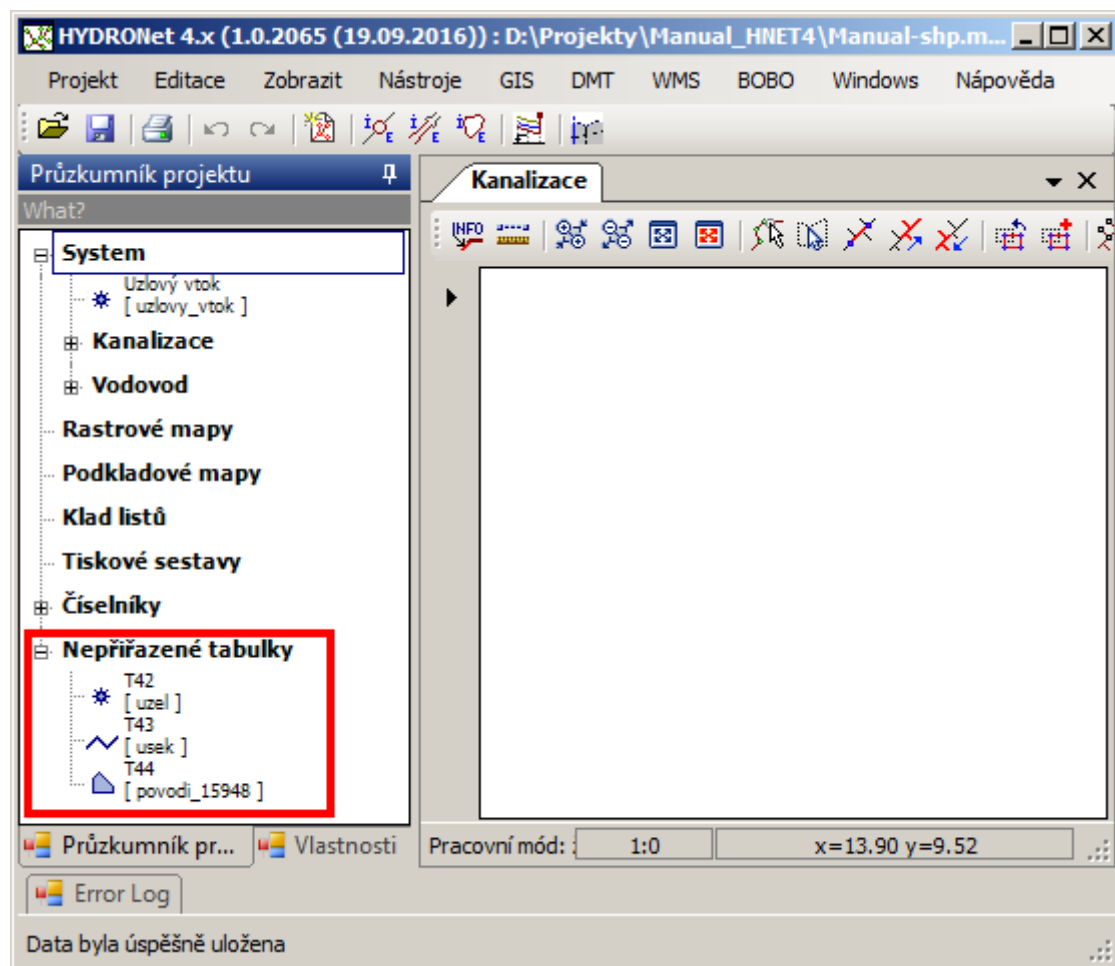 HYDRONet 4.x (1.0.2065 (19.09.2016)) : D:\Projekty\Manual_HNET4\Manual-shp.m...
Projekt Editace Zobrazit Nástroje GIS DMT WMS BOBO Windows Nápověda
Průzkumník projektu
What?
System
Uzlový vtok
[ uzlovy_vtok ]
Kanalizace
Vodovod
Rastrové mapy
Podkladové mapy
Klad listů
Tiskové sestavy
Číselníky
Nepřiřazené tabulky
T42
[ uzel ]
T43
[ usek ]
T44
[ povodi_15948 ]
Průzkumník pr... Vlastnosti
Kanalizace
INFO
Pracovní mód: 1:0 x=13.90 y=9.52
Error Log
Data byla úspěšně uložena